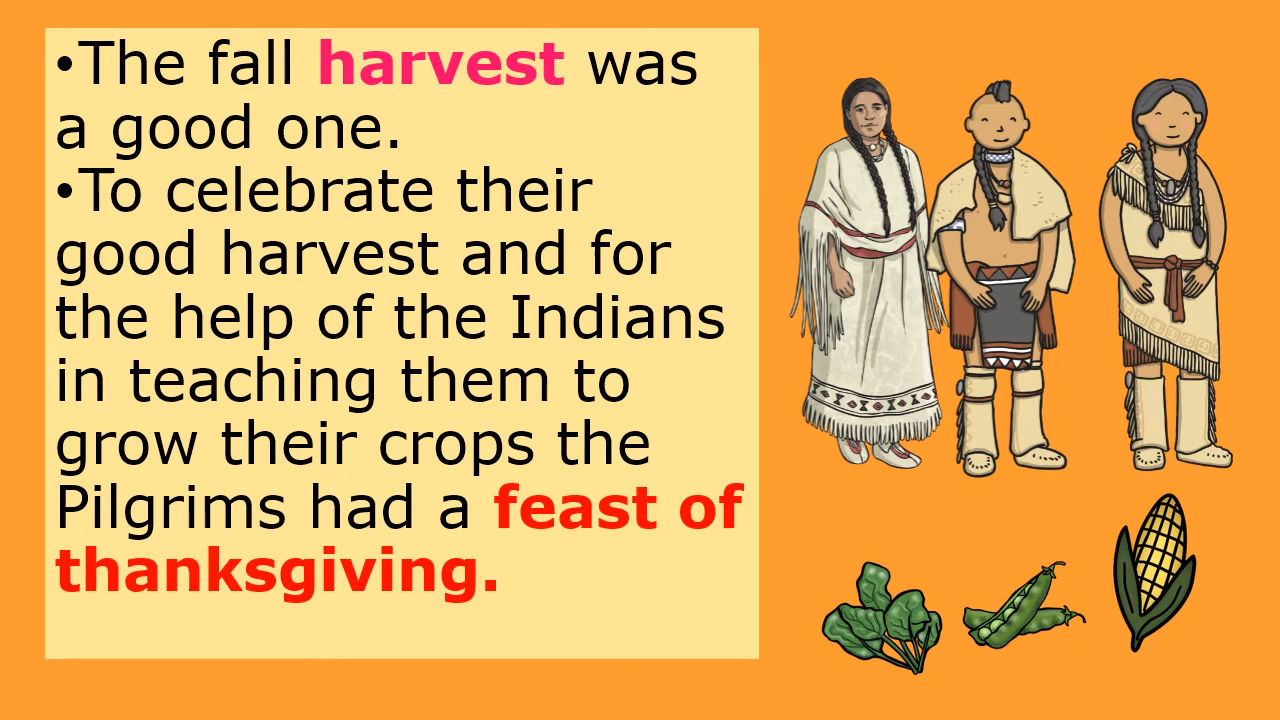 •The fall harvest was
a good one.
•To celebrate their
good harvest and for
the help of the Indians
in teaching them to
grow their crops the
Pilgrims had a feast of
thanksgiving.